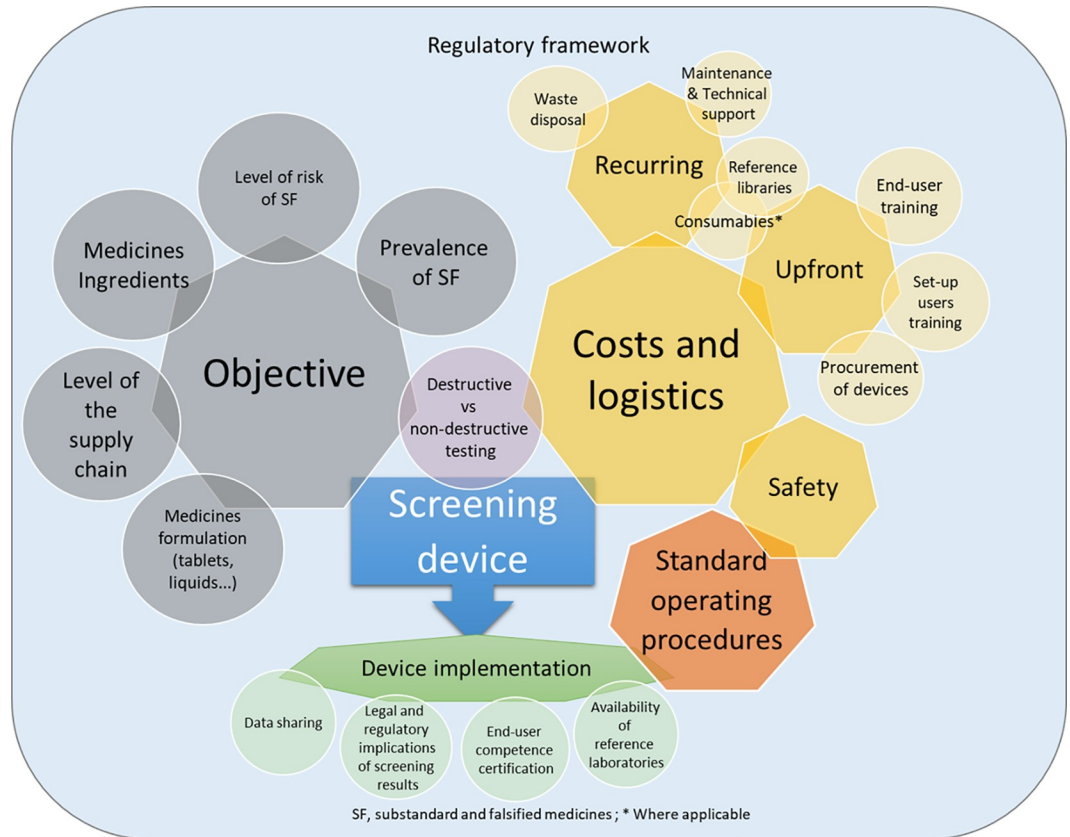 Regulatory framework
Level of risk
of SF
Medicines
Ingredients
Prevalence
of SF
Objective
Level of
the
supply
chain
Medicines
formulation
(tablets,
liquids...)
Destructive
vs
non-destructive
testing
Waste
disposal
Maintenance
& Technical
support
Recurring
Reference
libraries
Consumabies*
End-user
training
Upfront
Set-up
users
training
Procurement
of devices
Costs and
logistics
Safety
Standard
operating
procedures
Screening
device
Device implementation
Data sharing
Legal and
regulatory
implications
of screening
results
End-user
competence
certification
Availability
of
reference
laboratories
SF, substandard and falsified medicines ; * Where applicable